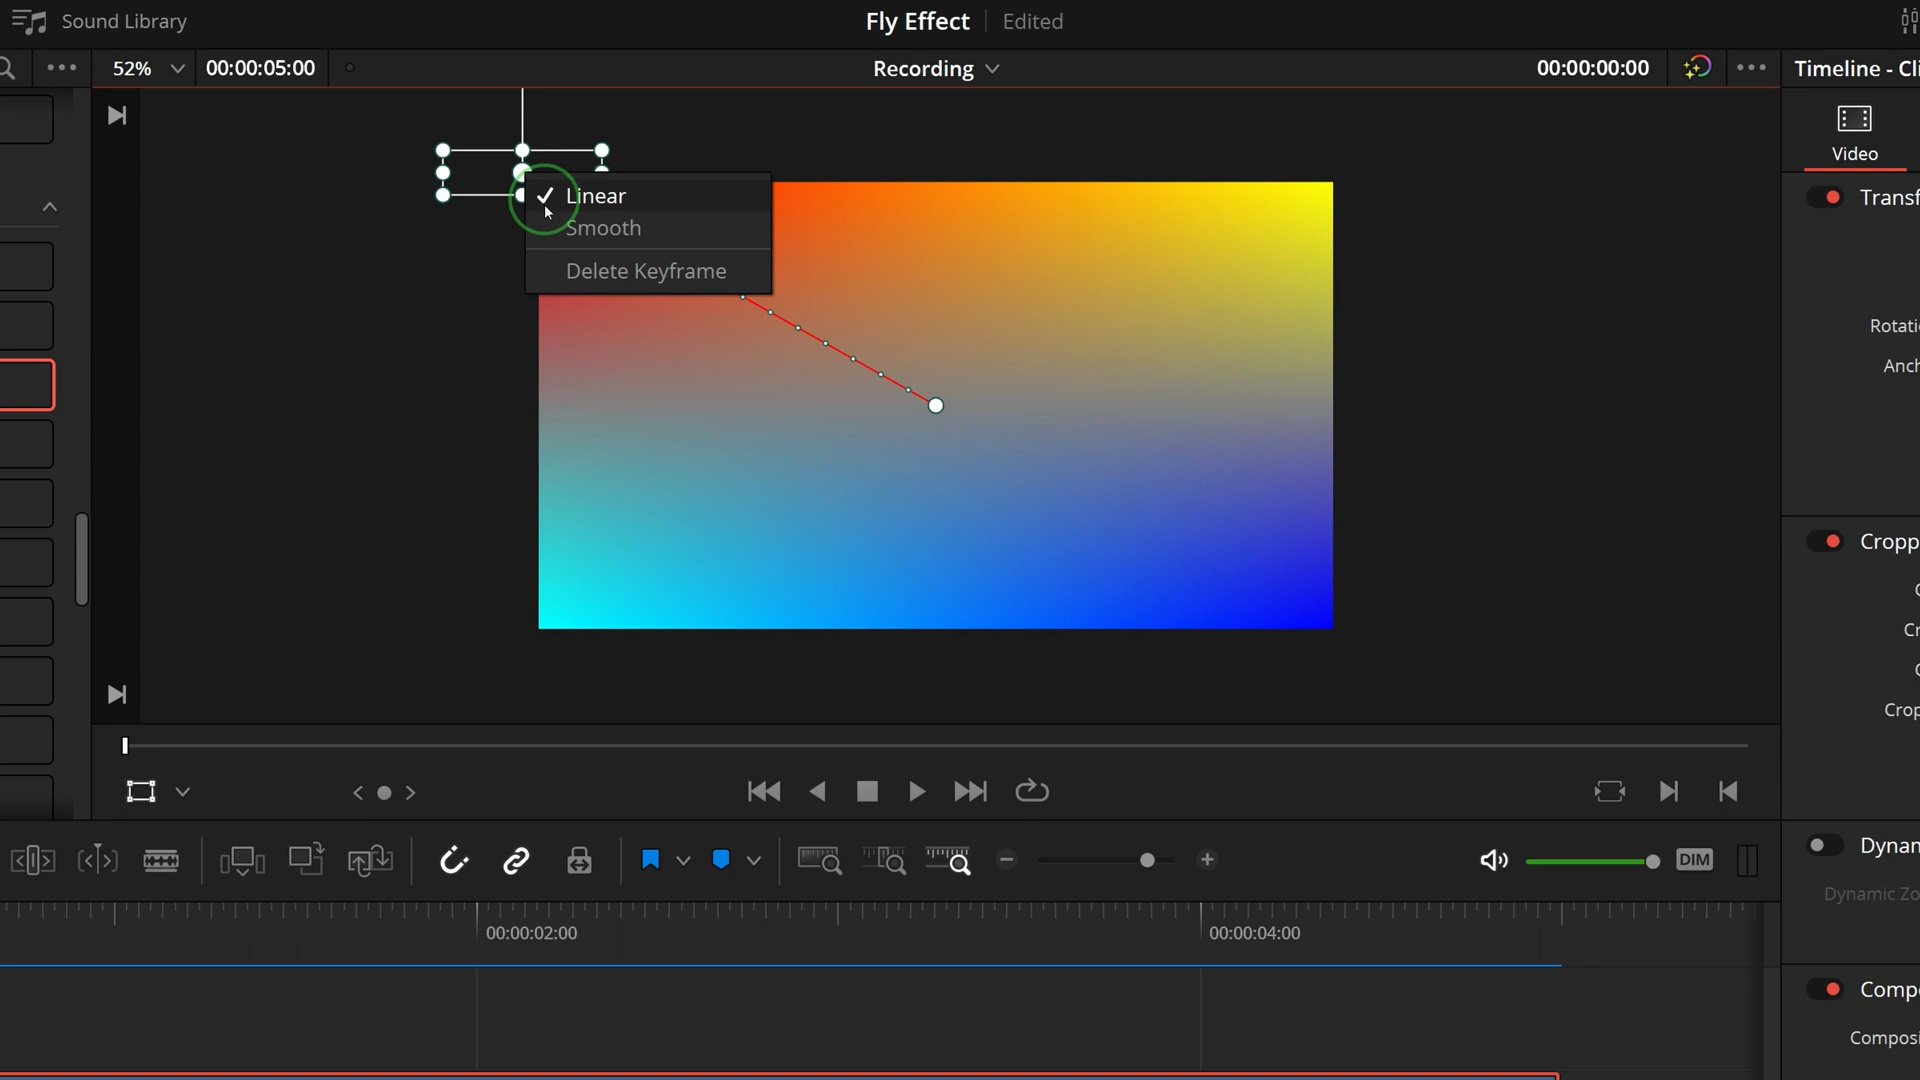 Sound Library
Fly Effect
Edited
52%
00:00:05:00
Recording
00:00:00:00
Timeline - Cli
Video
Linear
Smooth
Delete Keyframe
Transf
Rotati
Anch
Cropp
Cr
Crop
DIM
Dynan
Dynamic Zo
00:00:02:00
00:00:04:00
Compo
Composi